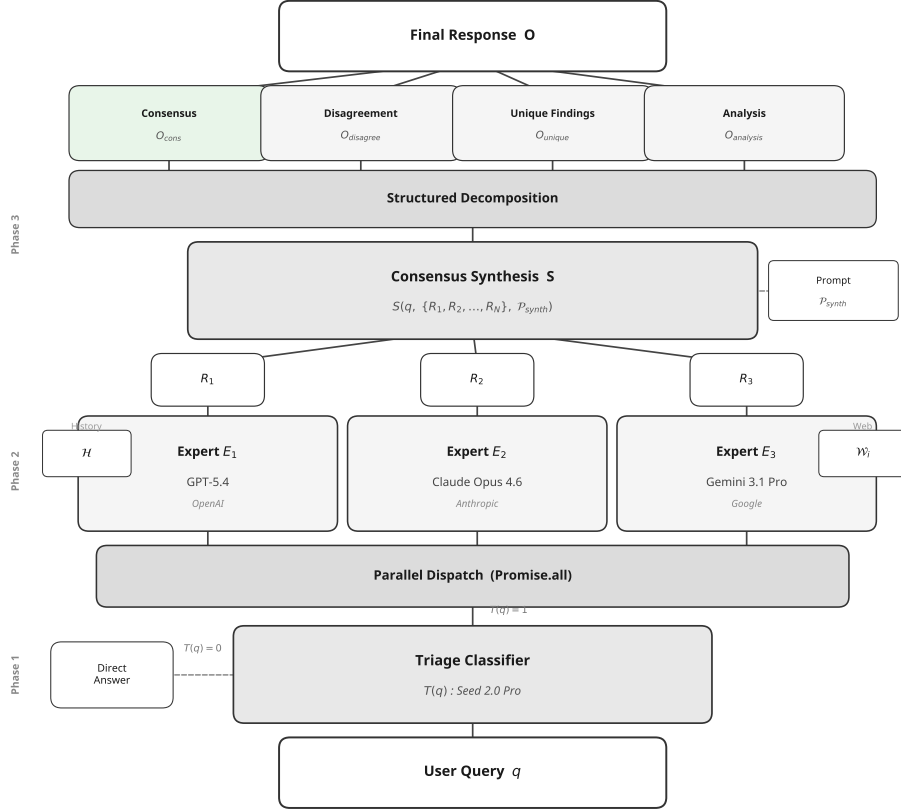 Final Response O
Consensus
O_cons
Disagreement
O_disagree
Unique Findings
O_unique
Analysis
O_analysis
Structured Decomposition
Phase 3
Consensus Synthesis S
S(q, {R_1, R_2, ..., R_N}, 𝒫_synth)
Prompt
𝒫_synth
R_1
R_2
R_3
History
ℋ
Web
𝒲_i
Phase 2
Expert E_1
GPT-5.4
OpenAI
Expert E_2
Claude Opus 4.6
Anthropic
Expert E_3
Gemini 3.1 Pro
Google
Parallel Dispatch (Promise.all)
T(q) = 1
Phase 1
T(q) = 0
Direct
Answer
Triage Classifier
T(q) : Seed 2.0 Pro
User Query q